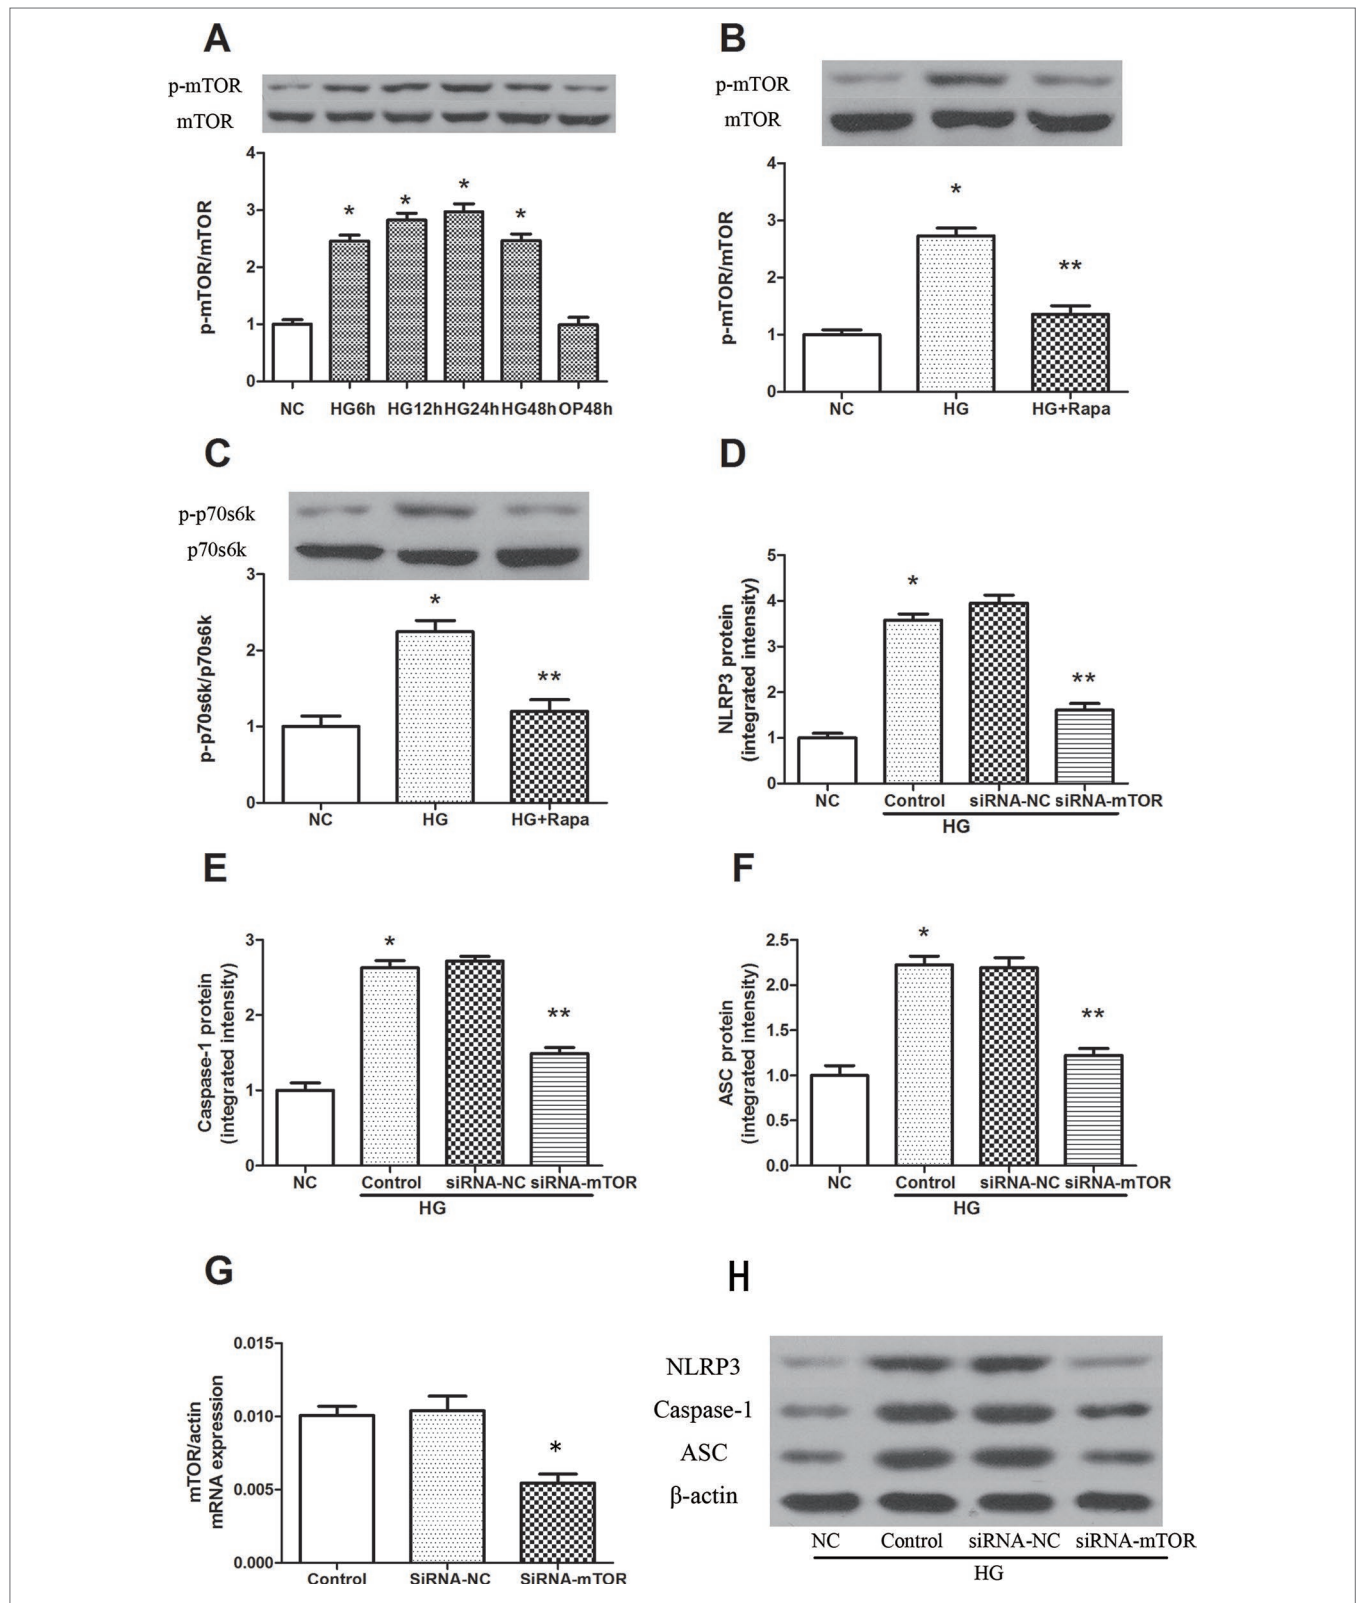 A
p-mTOR
mTOR
p-mTOR/mTOR
4
3
2
1
0
*
*
*
*
NC HG6h HG12h HG24h HG48h OP48h
B
p-mTOR
mTOR
p-mTOR/mTOR
4
3
2
1
0
*
**
NC HG HG+Rapa
C
p-p70s6k
p70s6k
p-p70s6k/p70s6k
3
2
1
0
*
**
NC HG HG+Rapa
D
NLRP3 protein
(integrated intensity)
5
4
3
2
1
0
*
**
NC Control siRNA-NC siRNA-mTOR
HG
E
Caspase-1 protein
(integrated intensity)
3
2
1
0
*
**
NC Control siRNA-NC siRNA-mTOR
HG
F
ASC protein
(integrated intensity)
2.5
2.0
1.5
1.0
0.5
0.0
*
**
NC Control siRNA-NC siRNA-mTOR
HG
G
mTOR/actin
mRNA expression
0.015
0.010
0.005
0.000
*
Control SiRNA-NC SiRNA-mTOR
H
NLRP3
Caspase-1
ASC
β-actin
NC Control siRNA-NC siRNA-mTOR
HG